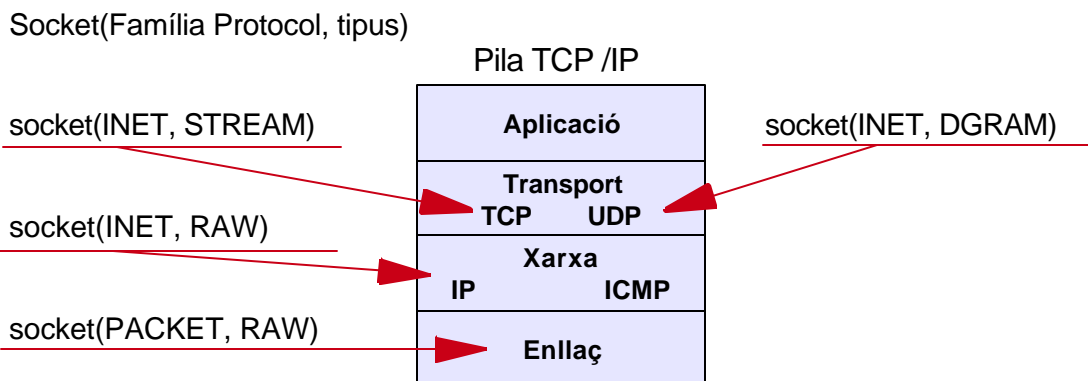 Socket(Família Protocol, tipus)
Pila TCP /IP
socket(INET, STREAM)
Aplicació
socket(INET, DGRAM)
Transport
TCP UDP
socket(INET, RAW)
Xarxa
IP ICMP
socket(PACKET, RAW)
Enllaç